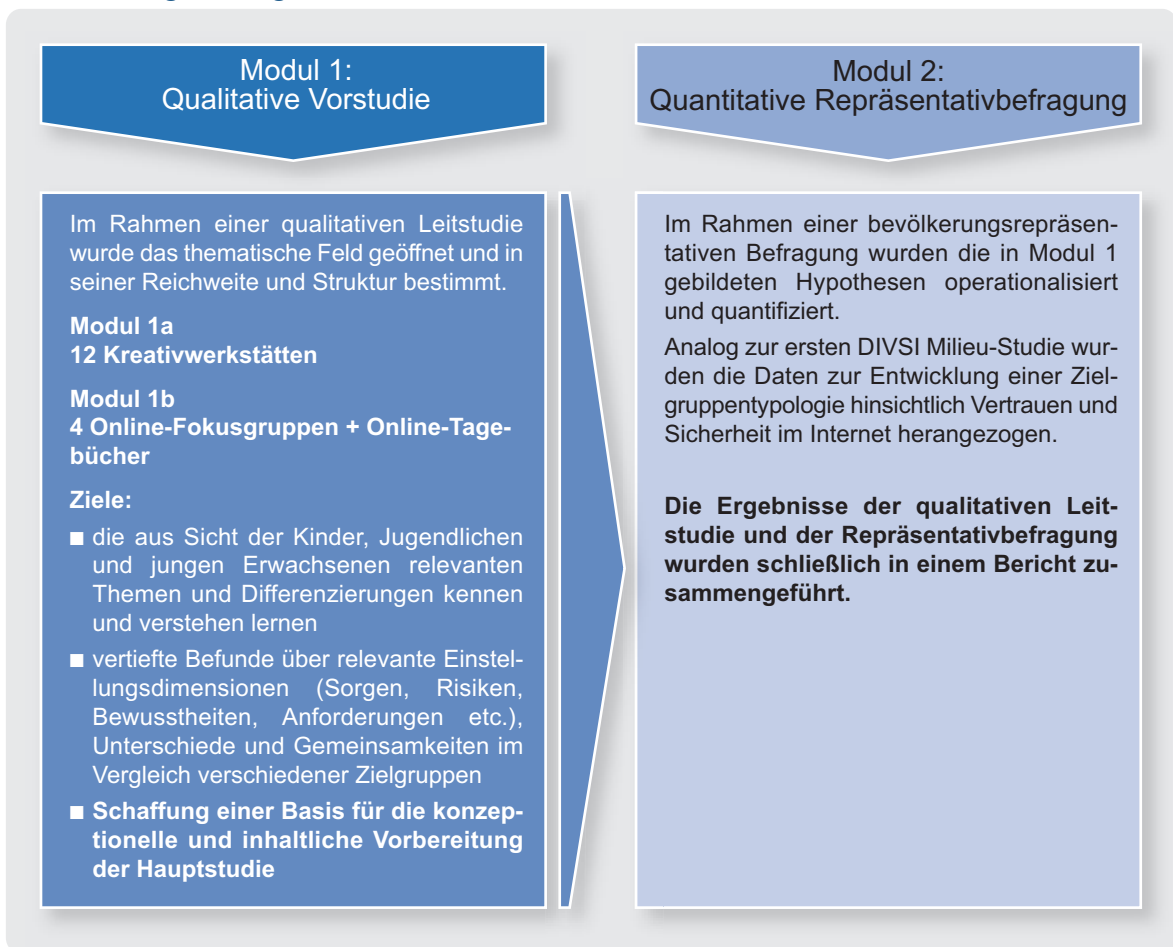 Modul 1:
Qualitative Vorstudie
Im Rahmen einer qualitativen Leitstudie
wurde das thematische Feld geöffnet und in
seiner Reichweite und Struktur bestimmt.
Modul 1a
12 Kreativwerkstätten
Modul 1b
4 Online-Fokusgruppen + Online-Tage-
bücher
Ziele:
■ die aus Sicht der Kinder, Jugendlichen
und jungen Erwachsenen relevanten
Themen und Differenzierungen kennen
und verstehen lernen
■ vertiefte Befunde über relevante Einstel-
lungsdimensionen (Sorgen, Risiken,
Bewusstheiten, Anforderungen etc.),
Unterschiede und Gemeinsamkeiten im
Vergleich verschiedener Zielgruppen
■ Schaffung einer Basis für die konzep-
tionelle und inhaltliche Vorbereitung
der Hauptstudie
Modul 2:
Quantitative Repräsentativbefragung
Im Rahmen einer bevölkerungsrepräsen-
tativen Befragung wurden die in Modul 1
gebildeten Hypothesen operationalisiert
und quantifiziert.
Analog zur ersten DIVSI Milieu-Studie wur-
den die Daten zur Entwicklung einer Ziel-
gruppentypologie hinsichtlich Vertrauen und
Sicherheit im Internet herangezogen.
Die Ergebnisse der qualitativen Leit-
studie und der Repräsentativbefragung
wurden schließlich in einem Bericht zu-
sammengeführt.